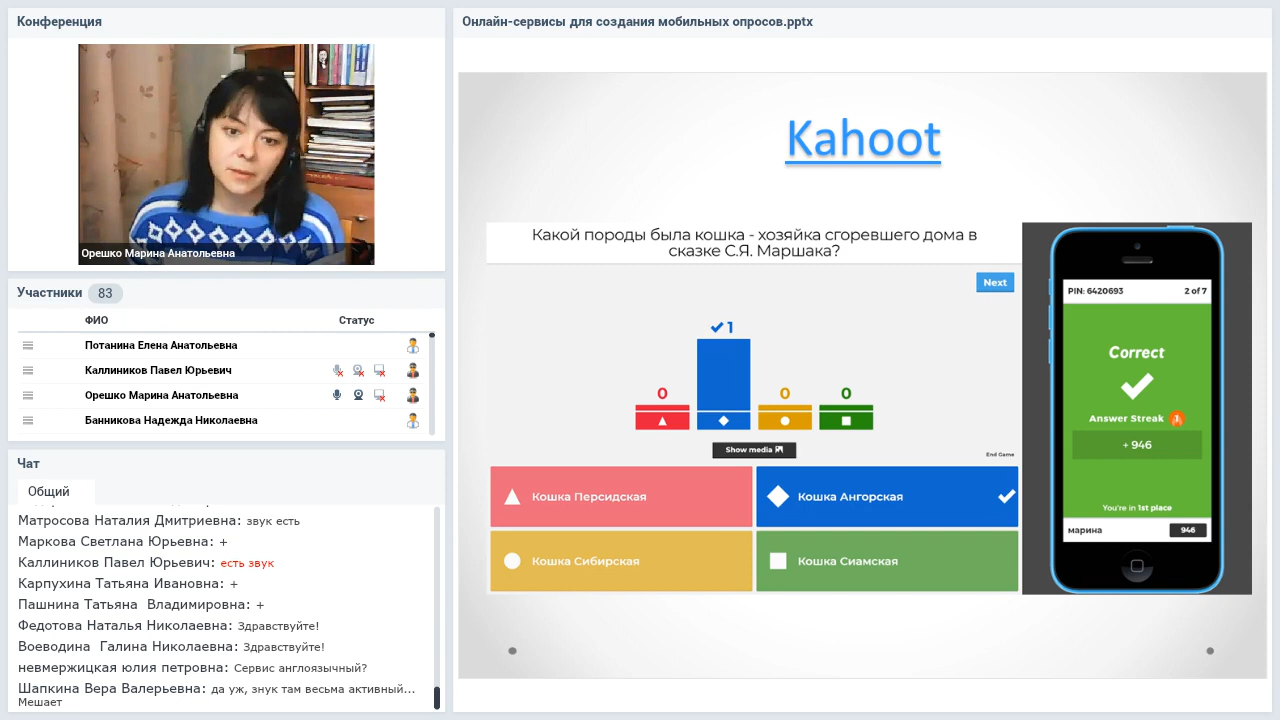 Конференция
Орешко Марина Анатольевна
Участники 83
ФИО Статус
Потанина Елена Анатольевна
Каллиников Павел Юрьевич
Орешко Марина Анатольевна
Банникова Надежда Николаевна
Чат
Общий
Матросова Наталия Дмитриевна: звук есть
Маркова Светлана Юрьевна: +
Каллиников Павел Юрьевич: есть звук
Карпухина Татьяна Ивановна: +
Пашнина Татьяна Владимировна: +
Федотова Наталья Николаевна: Здравствуйте!
Воеводина Галина Николаевна: Здравствуйте!
невмержицкая юлия петровна: Сервис англоязычный?
Шапкина Вера Валерьевна: да уж, знук там весьма активный...
Мешает
Онлайн-сервисы для создания мобильных опросов.pptx
Kahoot
Какой породы была кошка - хозяйка сгоревшего дома в
сказке С.Я. Маршака?
Next
1
0
0
0
Show media
End Game
Кошка Персидская
Кошка Ангорская
Кошка Сибирская
Кошка Сиамская
PIN: 6420693 2 of 7
Correct
Answer Streak 1
+ 946
You're in 1st place
марина 946